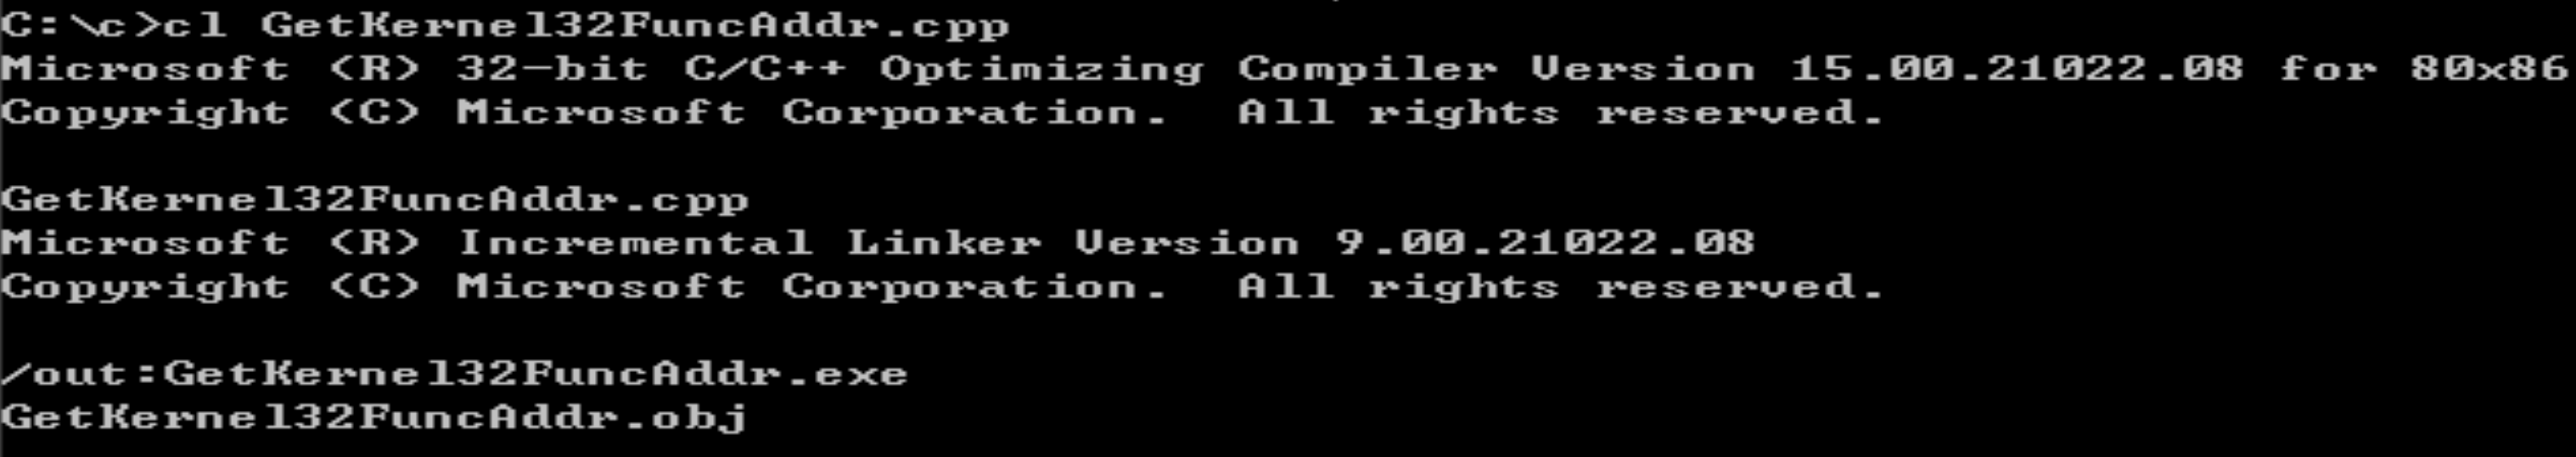 C:\c>cl GetKernel32FuncAddr.cpp
Microsoft (R) 32-bit C/C++ Optimizing Compiler Version 15.00.21022.08 for 80x86
Copyright (C) Microsoft Corporation.  All rights reserved.

GetKernel32FuncAddr.cpp
Microsoft (R) Incremental Linker Version 9.00.21022.08
Copyright (C) Microsoft Corporation.  All rights reserved.

/out:GetKernel32FuncAddr.exe
GetKernel32FuncAddr.obj